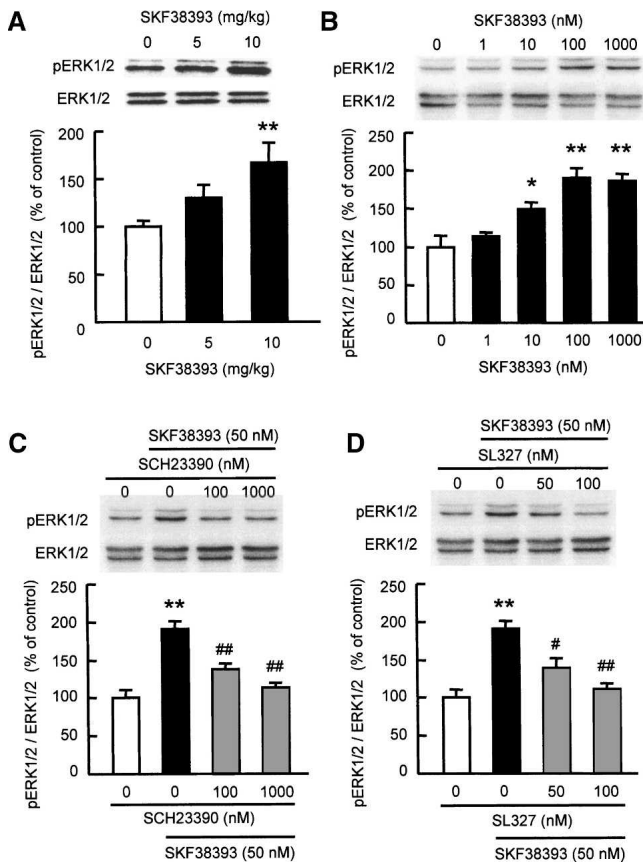 A
SKF38393 (mg/kg)
0 5 10
pERK1/2
ERK1/2
pERK1/2 / ERK1/2 (% of control)
200
150
100
50
0
**
0 5 10
SKF38393 (mg/kg)
B
SKF38393 (nM)
0 1 10 100 1000
pERK1/2
ERK1/2
pERK1/2 / ERK1/2 (% of control)
250
200
150
100
50
0
* ** **
0 1 10 100 1000
SKF38393 (nM)
C
SKF38393 (50 nM)
SCH23390 (nM)
0 0 100 1000
pERK1/2
ERK1/2
pERK1/2 / ERK1/2 (% of control)
250
200
150
100
50
0
** ## ##
0 0 100 1000
SCH23390 (nM)
SKF38393 (50 nM)
D
SKF38393 (50 nM)
SL327 (nM)
0 0 50 100
pERK1/2
ERK1/2
pERK1/2 / ERK1/2 (% of control)
250
200
150
100
50
0
** # ##
0 0 50 100
SL327 (nM)
SKF38393 (50 nM)